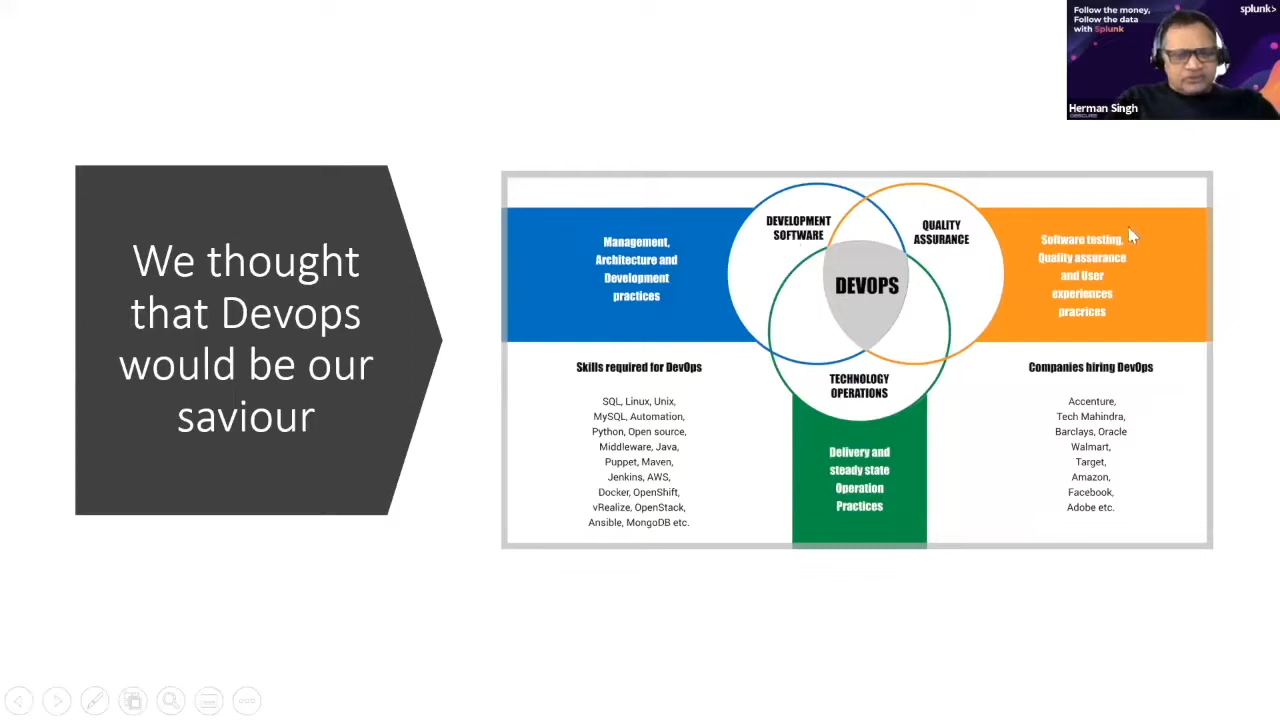 Follow the money,
Follow the data
with Splunk
splunk>
Herman Singh
OBSCURE
We thought
that Devops
would be our
saviour
DEVELOPMENT
SOFTWARE
QUALITY
ASSURANCE
DEVOPS
TECHNOLOGY
OPERATIONS
Management,
Architecture and
Development
practices
Software testing,
Quality assurance
and User
experiences
pracrices
Skills required for DevOps
SQL, Linux, Unix,
MySQL, Automation,
Python, Open source,
Middleware, Java,
Puppet, Maven,
Jenkins, AWS,
Docker, OpenShift,
vRealize, OpenStack,
Ansible, MongoDB etc.
Delivery and
steady state
Operation
Practices
Companies hiring DevOps
Accenture,
Tech Mahindra,
Barclays, Oracle
Walmart,
Target,
Amazon,
Facebook,
Adobe etc.